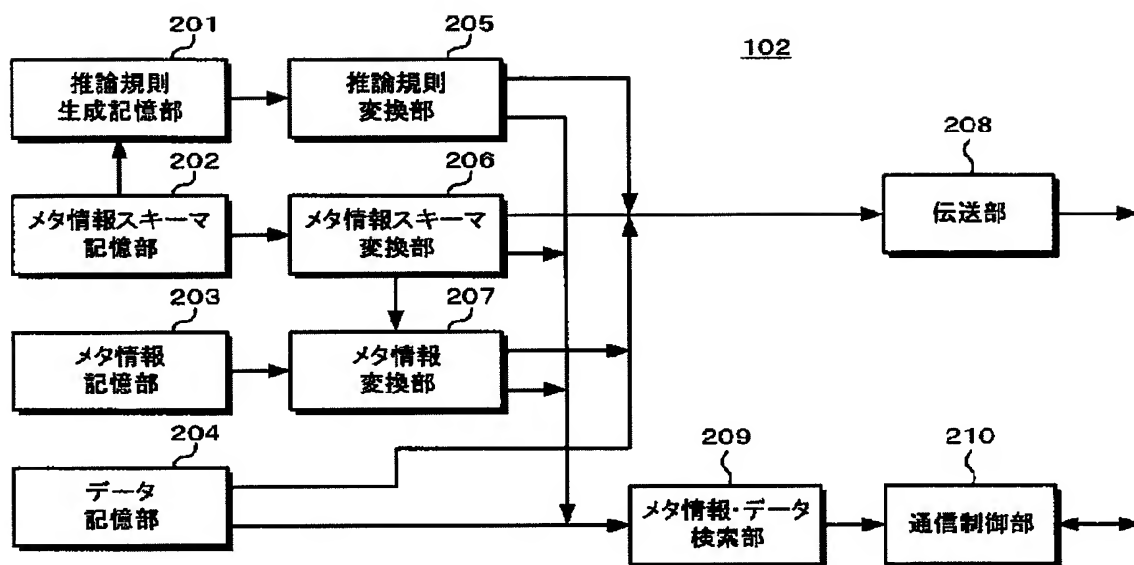 201
推論規則
生成記憶部
205
推論規則
変換部
102
202
メタ情報スキーマ
記憶部
206
メタ情報スキーマ
変換部
208
伝送部
203
メタ情報
記憶部
207
メタ情報
変換部
204
データ
記憶部
209
メタ情報・データ
検索部
210
通信制御部